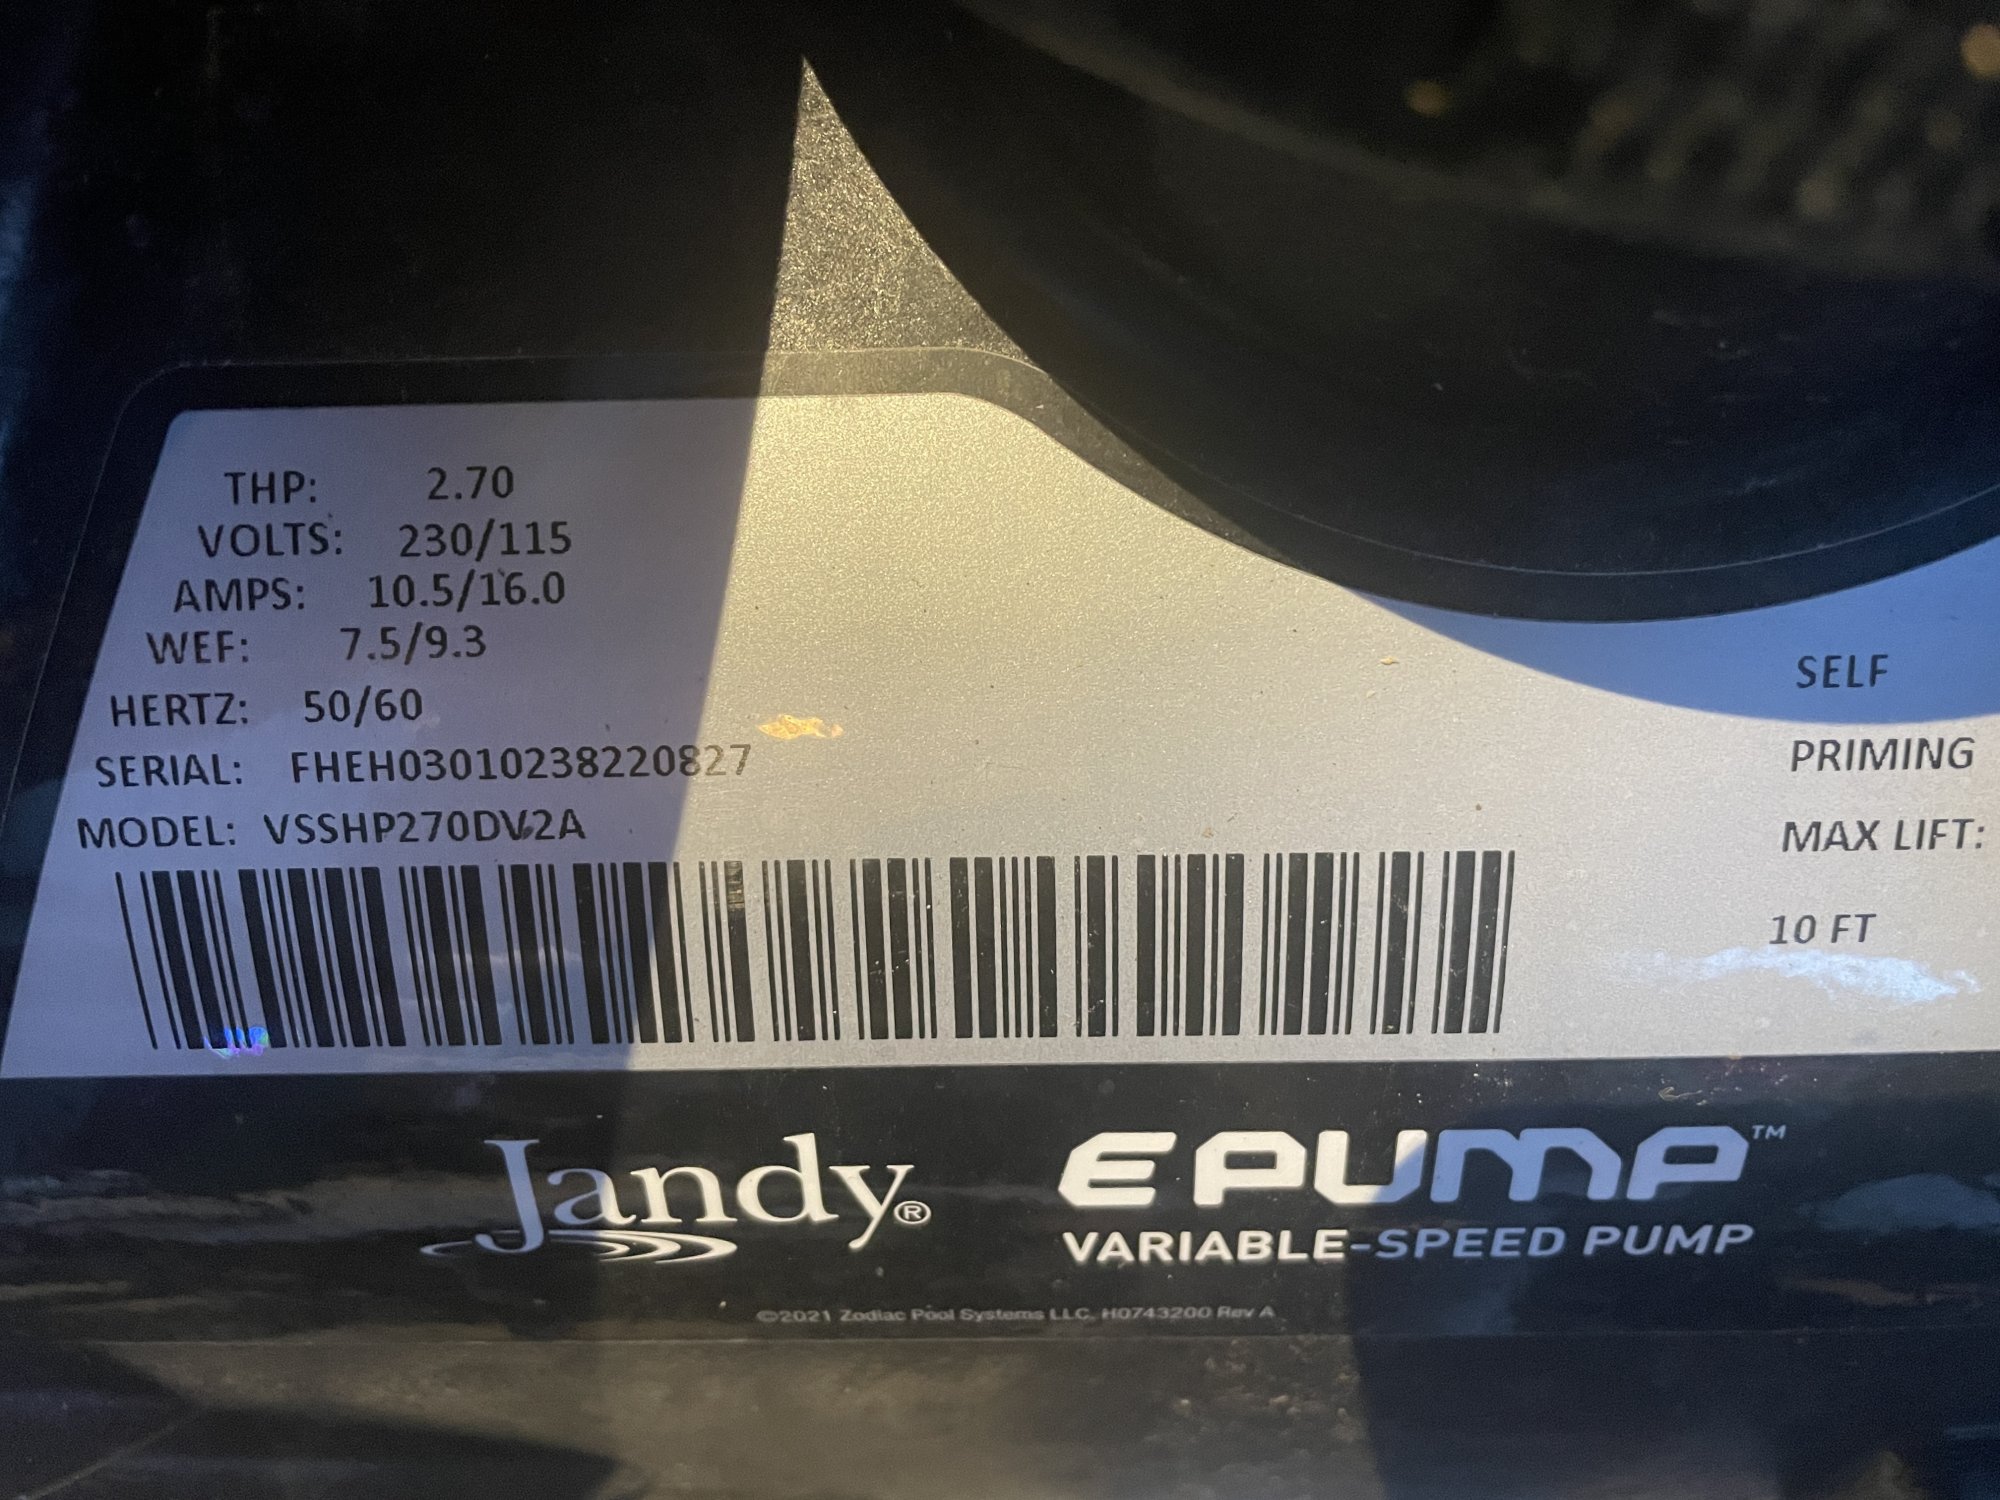 THP: 2.70
VOLTS: 230/115
AMPS: 10.5/16.0
WEF: 7.5/9.3
HERTZ: 50/60
SERIAL: FHEH03010238220827
MODEL: VSSHP270DV2A
SELF
PRIMING
MAX LIFT:
10 FT
Jandy®
EPUMP™
VARIABLE-SPEED PUMP
©2021 Zodiac Pool Systems LLC, H0743200 Rev A